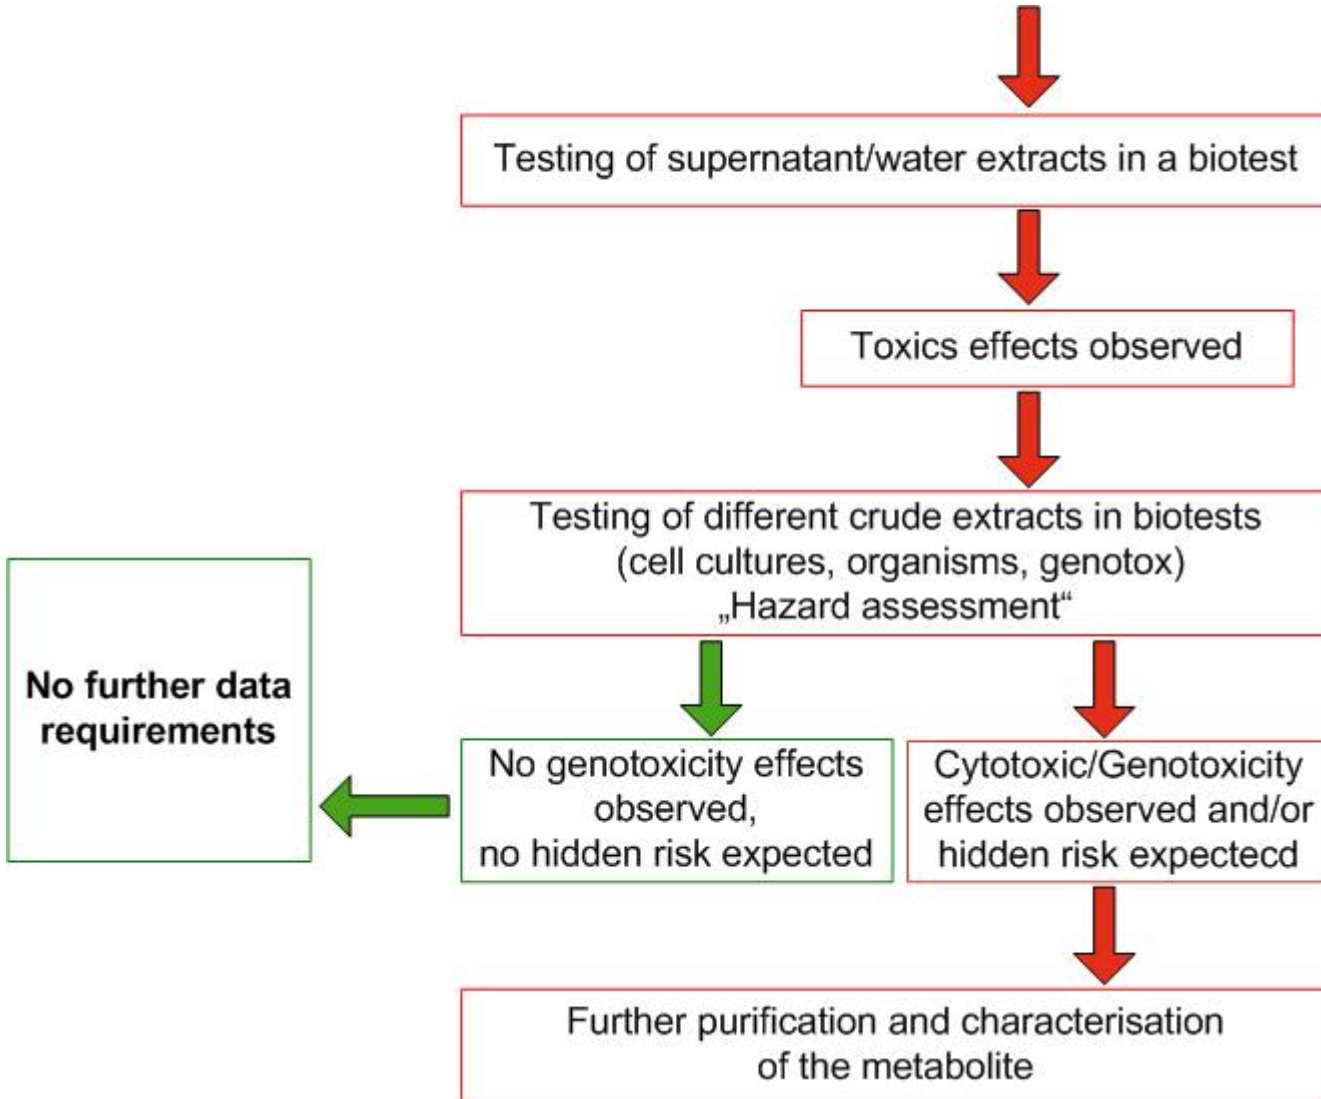 Testing of supernatant/water extracts in a biotest
Toxics effects observed
Testing of different crude extracts in biotests
(cell cultures, organisms, genotox)
„Hazard assessment“
No further data
requirements
No genotoxicity effects
observed,
no hidden risk expected
Cytotoxic/Genotoxicity
effects observed and/or
hidden risk expectecd
Further purification and characterisation
of the metabolite